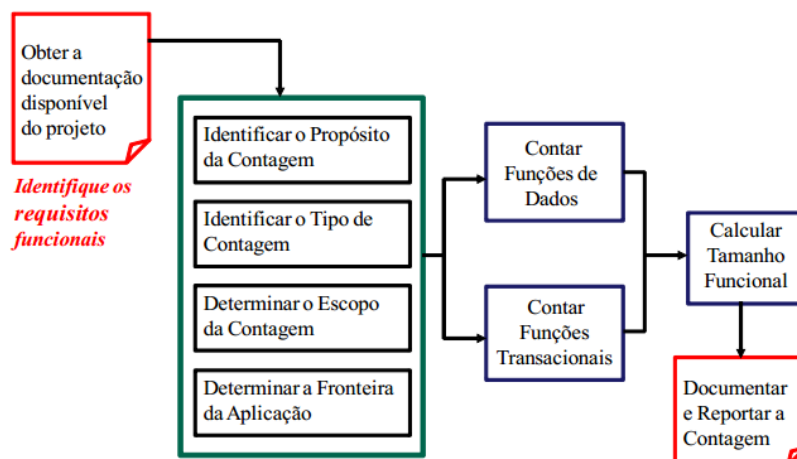 Obter a
documentação
disponível
do projeto
Identifique os
requisitos
funcionais
Identificar o Propósito
da Contagem
Identificar o Tipo de
Contagem
Determinar o Escopo
da Contagem
Determinar a Fronteira
da Aplicação
Contar
Funções de
Dados
Contar
Funções
Transacionais
Calcular
Tamanho
Funcional
Documentar
e Reportar a
Contagem